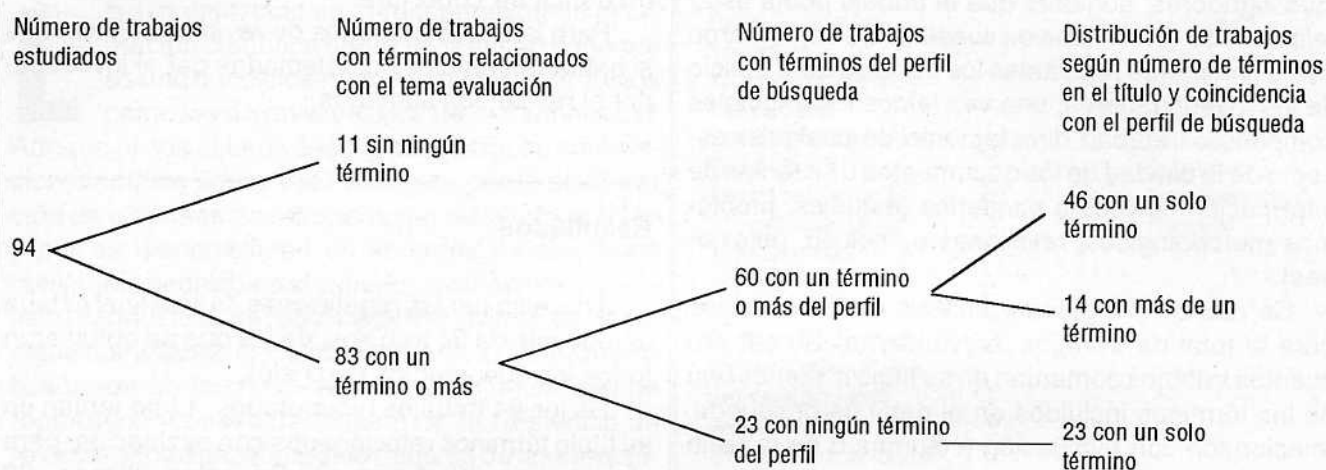 Número de trabajos
estudiados
Número de trabajos
con términos relacionados
con el tema evaluación
Número de trabajos
con términos del perfil
de búsqueda
Distribución de trabajos
según número de términos
en el título y coincidencia
con el perfil de búsqueda
11 sin ningún
término
94
83 con un
término o más
60 con un término
o más del perfil
23 con ningún término
del perfil
46 con un solo
término
14 con más de un
término
23 con un solo
término